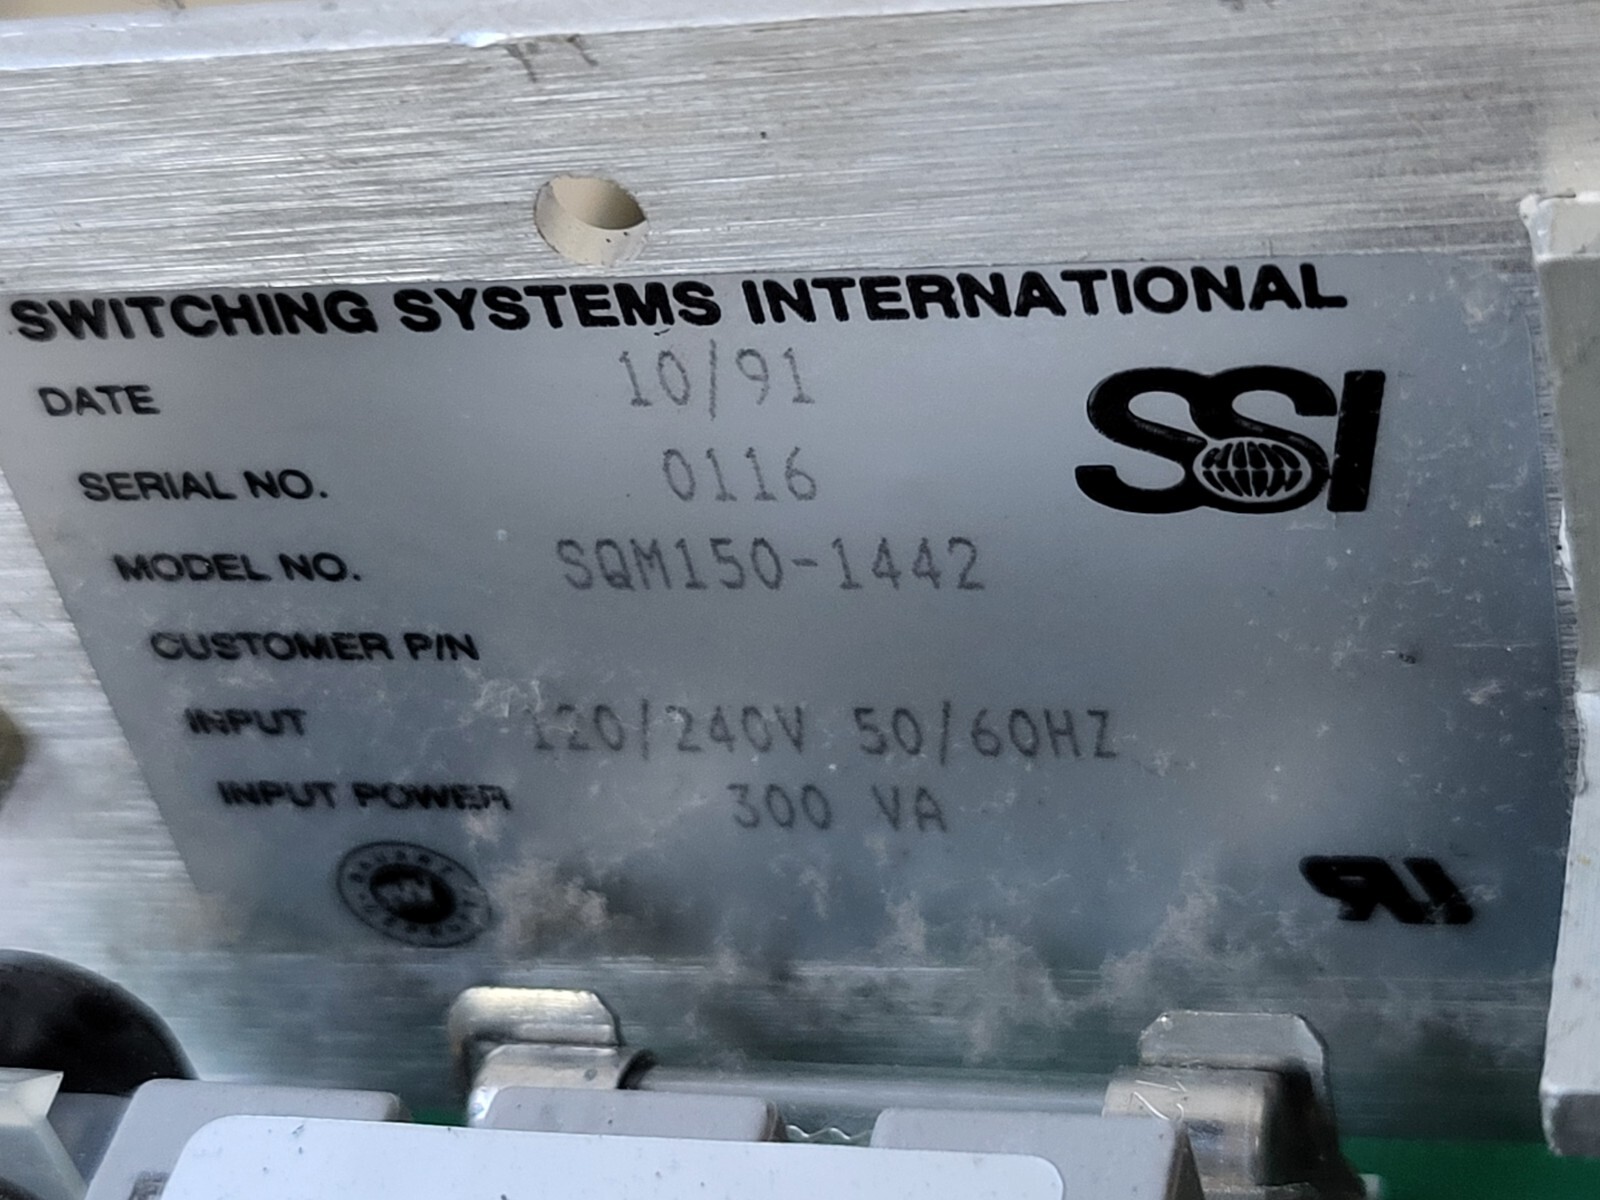 SWITCHING SYSTEMS INTERNATIONAL
DATE 10/91
SSI
SERIAL NO. 0116
MODEL NO. SQM150-1442
CUSTOMER P/N
INPUT 120/240V 50/60HZ
INPUT POWER 300 VA